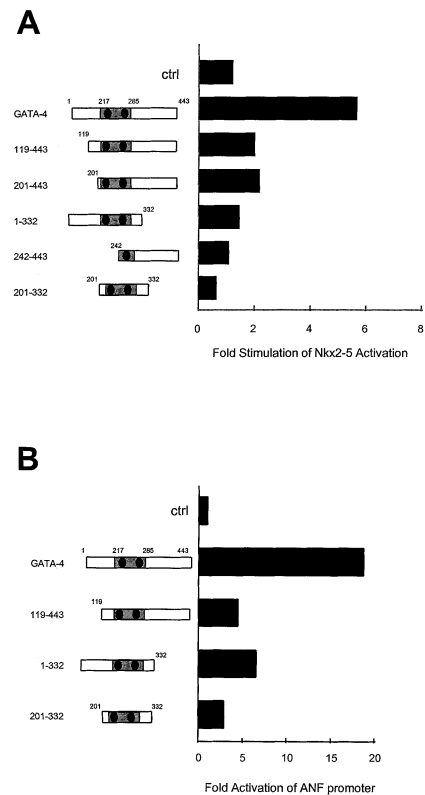 A
ctrl
1 217 285 443
GATA-4
119
119-443
201
201-443
332
1-332
242
242-443
201 332
201-332
0 2 4 6 8
Fold Stimulation of Nkx2-5 Activation
B
ctrl
1 217 285 443
GATA-4
119
119-443
332
1-332
201 332
201-332
0 5 10 15 20
Fold Activation of ANF promoter